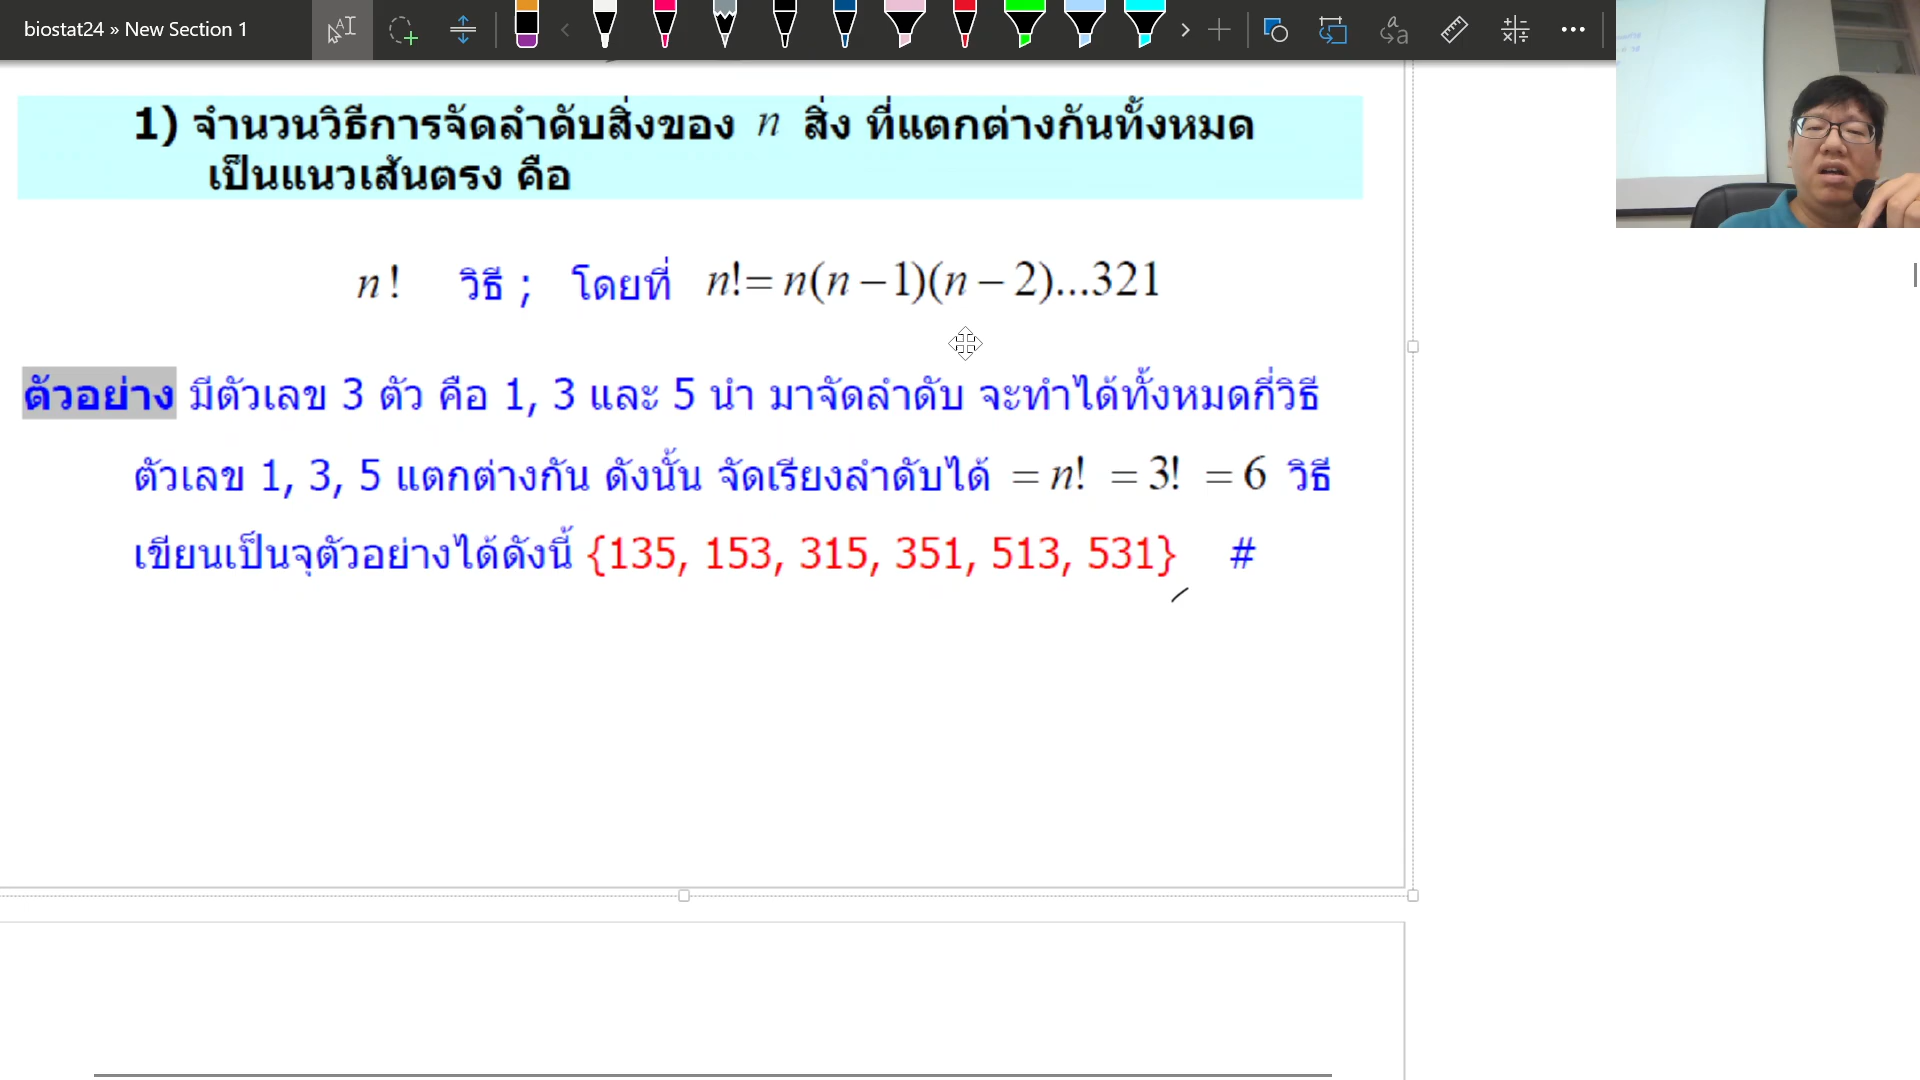 biostat24 » New Section 1
1) จำนวนวิธีการจัดลำดับสิ่งของ n สิ่ง ที่แตกต่างกันทั้งหมด
เป็นแนวเส้นตรง คือ
n! วิธี ; โดยที่ n!= n(n−1)(n−2)...321
ตัวอย่าง มีตัวเลข 3 ตัว คือ 1, 3 และ 5 นำ มาจัดลำดับ จะทำได้ทั้งหมดกี่วิธี
ตัวเลข 1, 3, 5 แตกต่างกัน ดังนั้น จัดเรียงลำดับได้ = n! = 3! = 6 วิธี
เขียนเป็นจุตัวอย่างได้ดังนี้ {135, 153, 315, 351, 513, 531} #